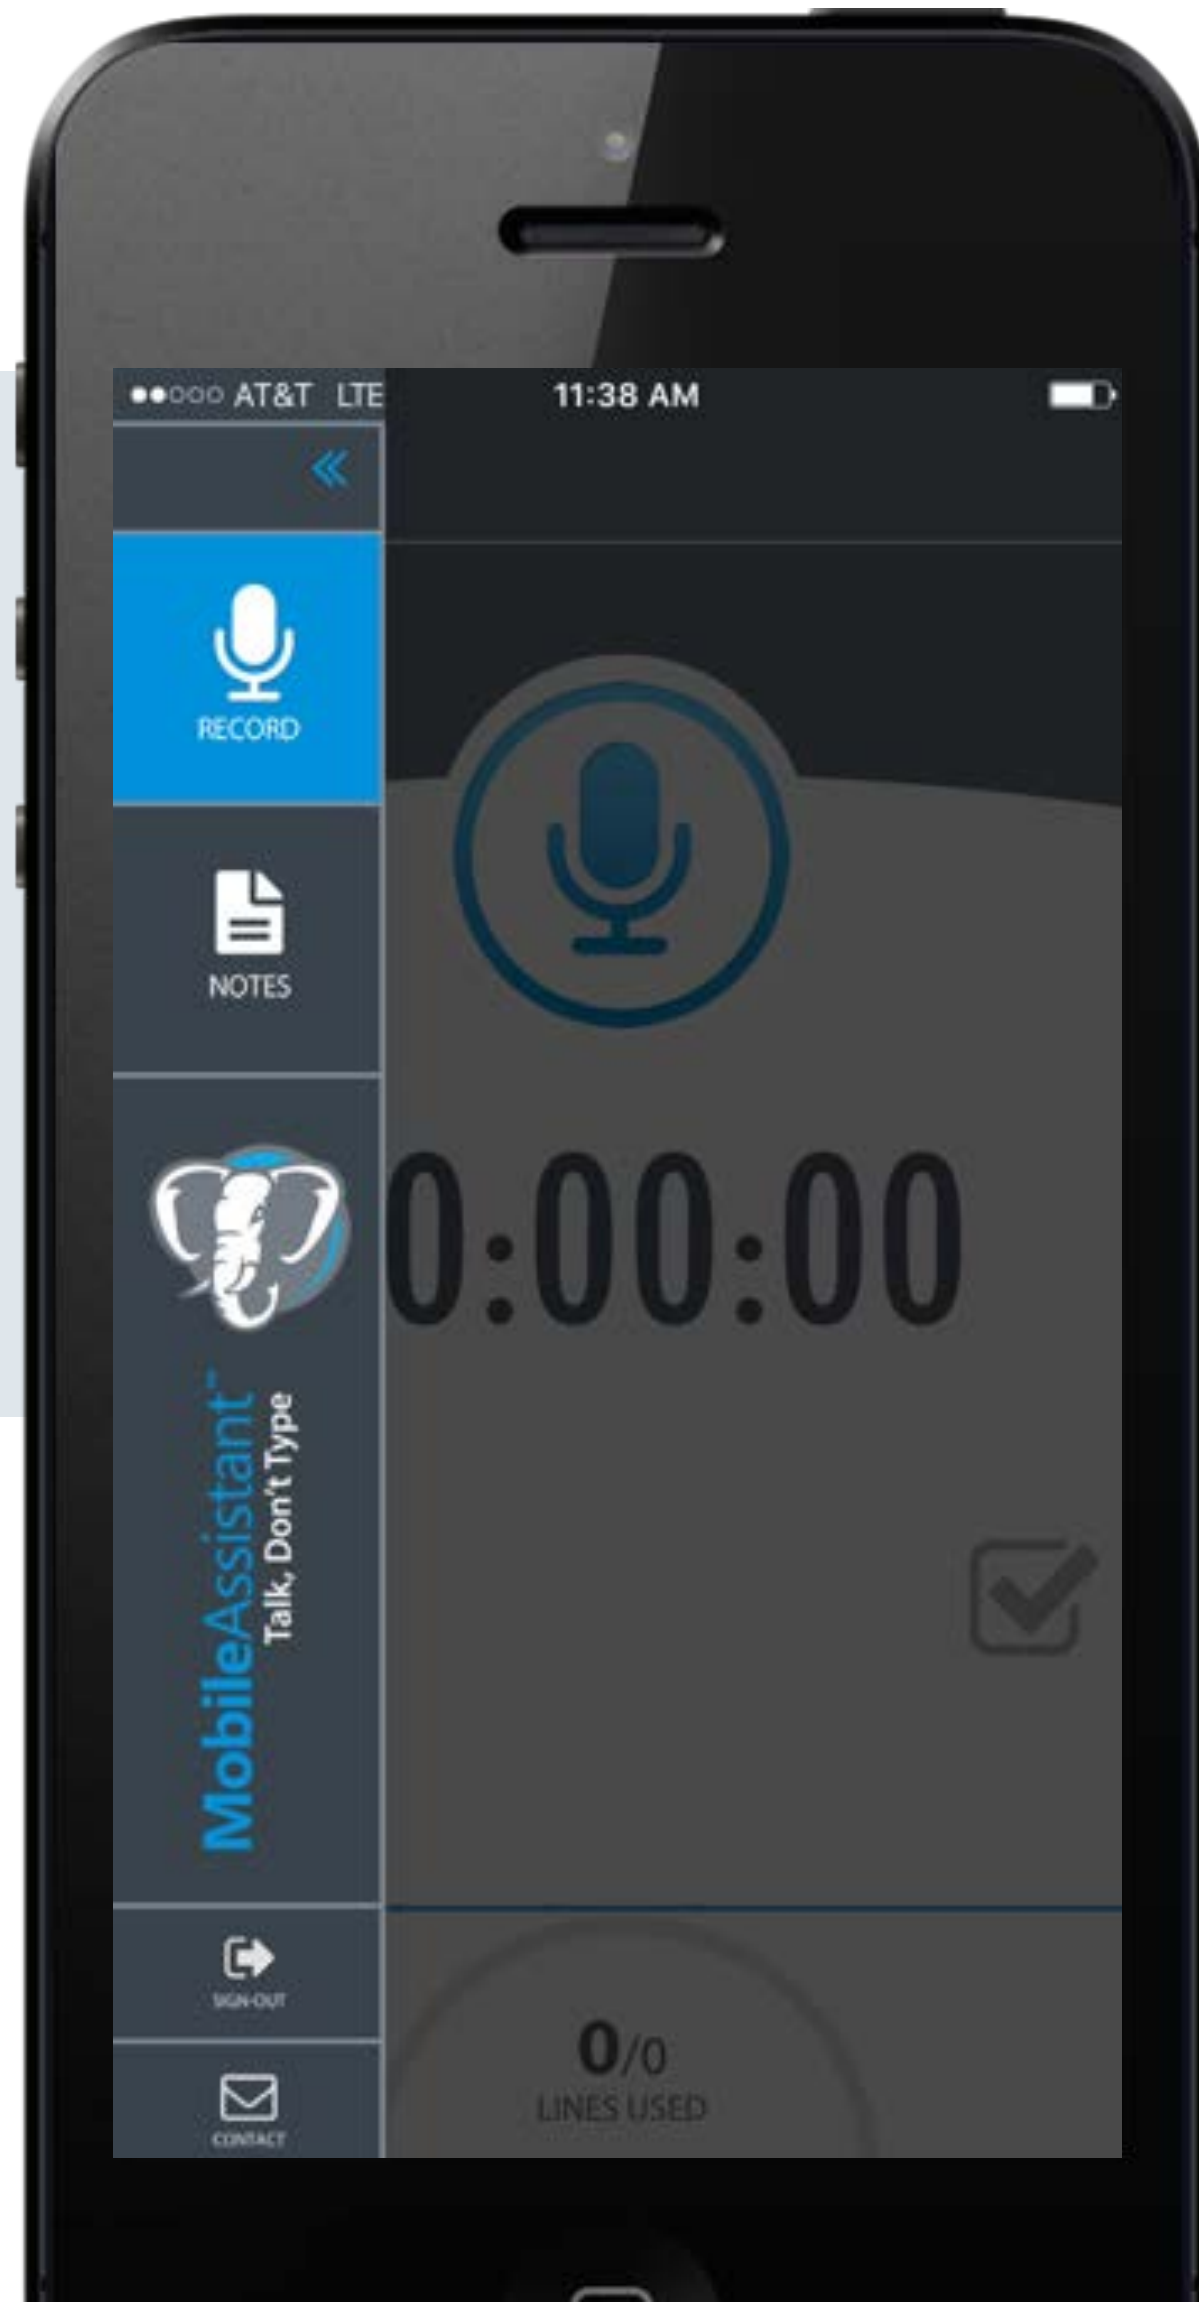 AT&T LTE 11:38 AM
RECORD
NOTES
MobileAssistant™
Talk, Don't Type
SIGN-OUT
CONTACT
0:00:00
0/0
LINES USED